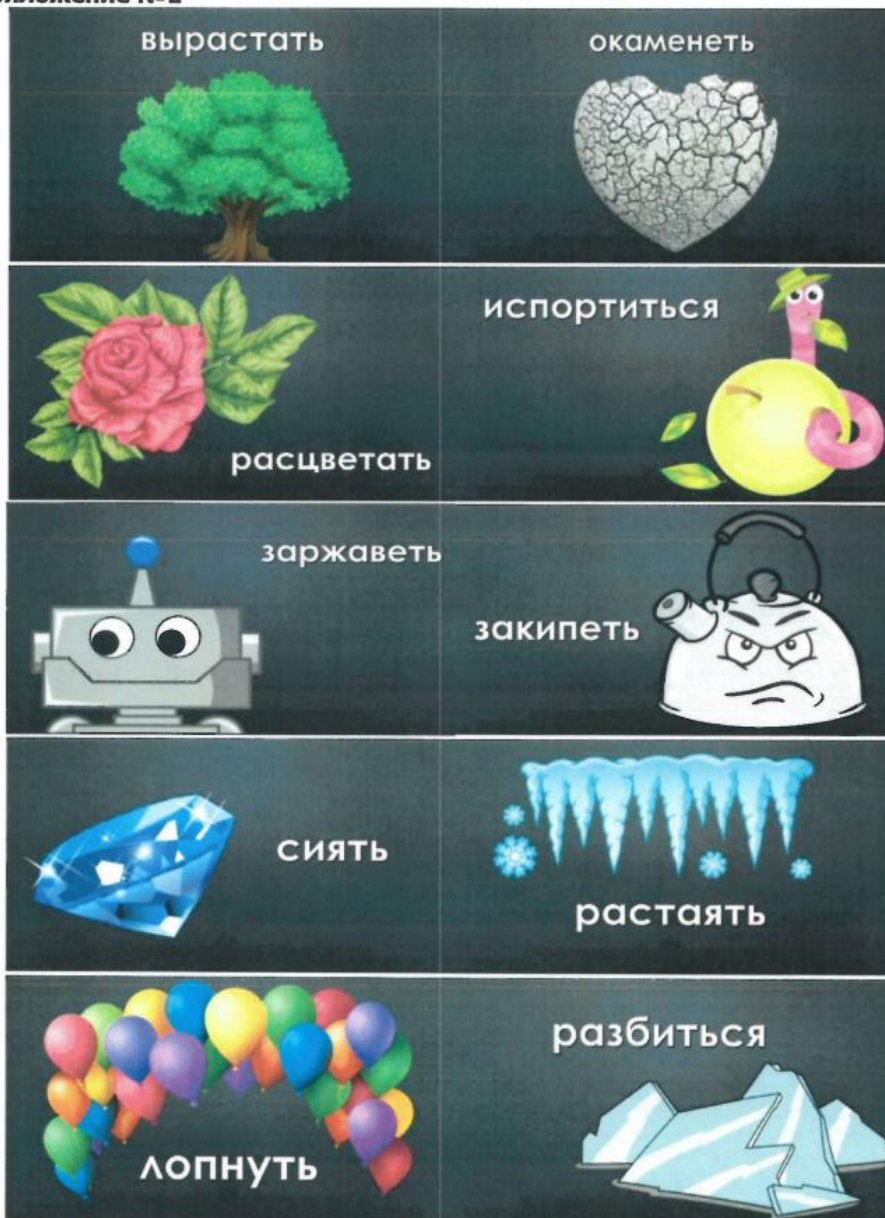 вырастать
окаменеть
расцветать
испортиться
заржаветь
закипеть
сиять
растаять
лопнуть
разбиться